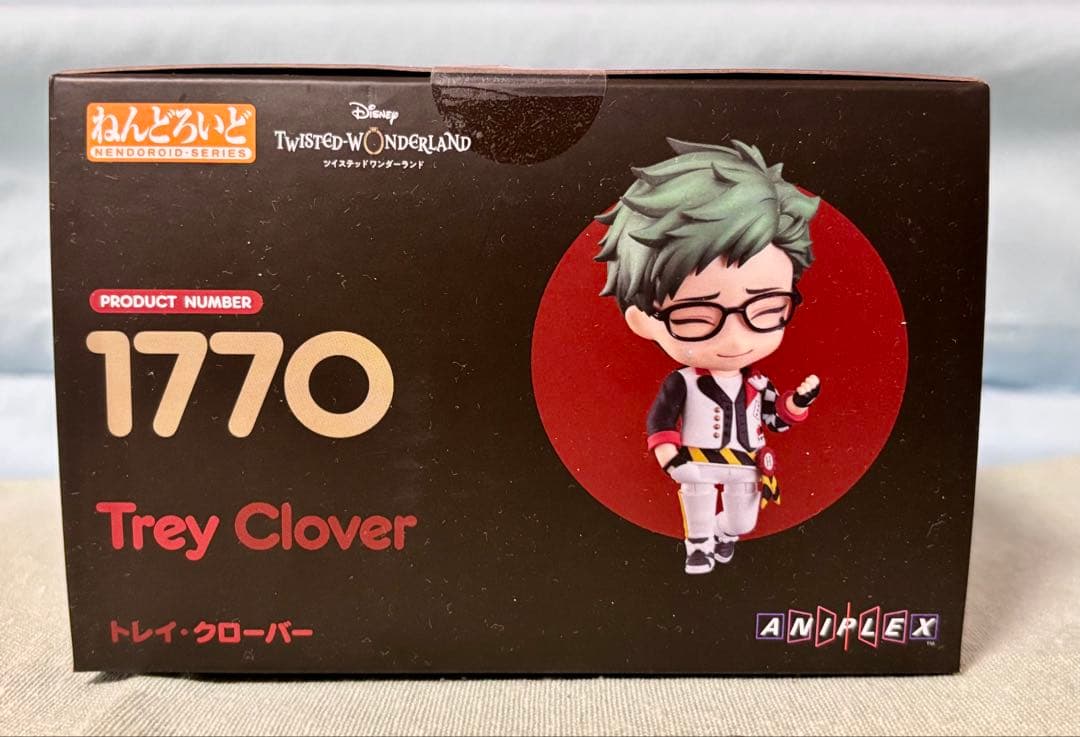 ねんどろいど
NENDOROID-SERIES
Disney
TWISTED-WONDERLAND
ツイステッドワンダーランド
PRODUCT NUMBER
1770
Trey Clover
トレイ・クローバー
ANIPLEX